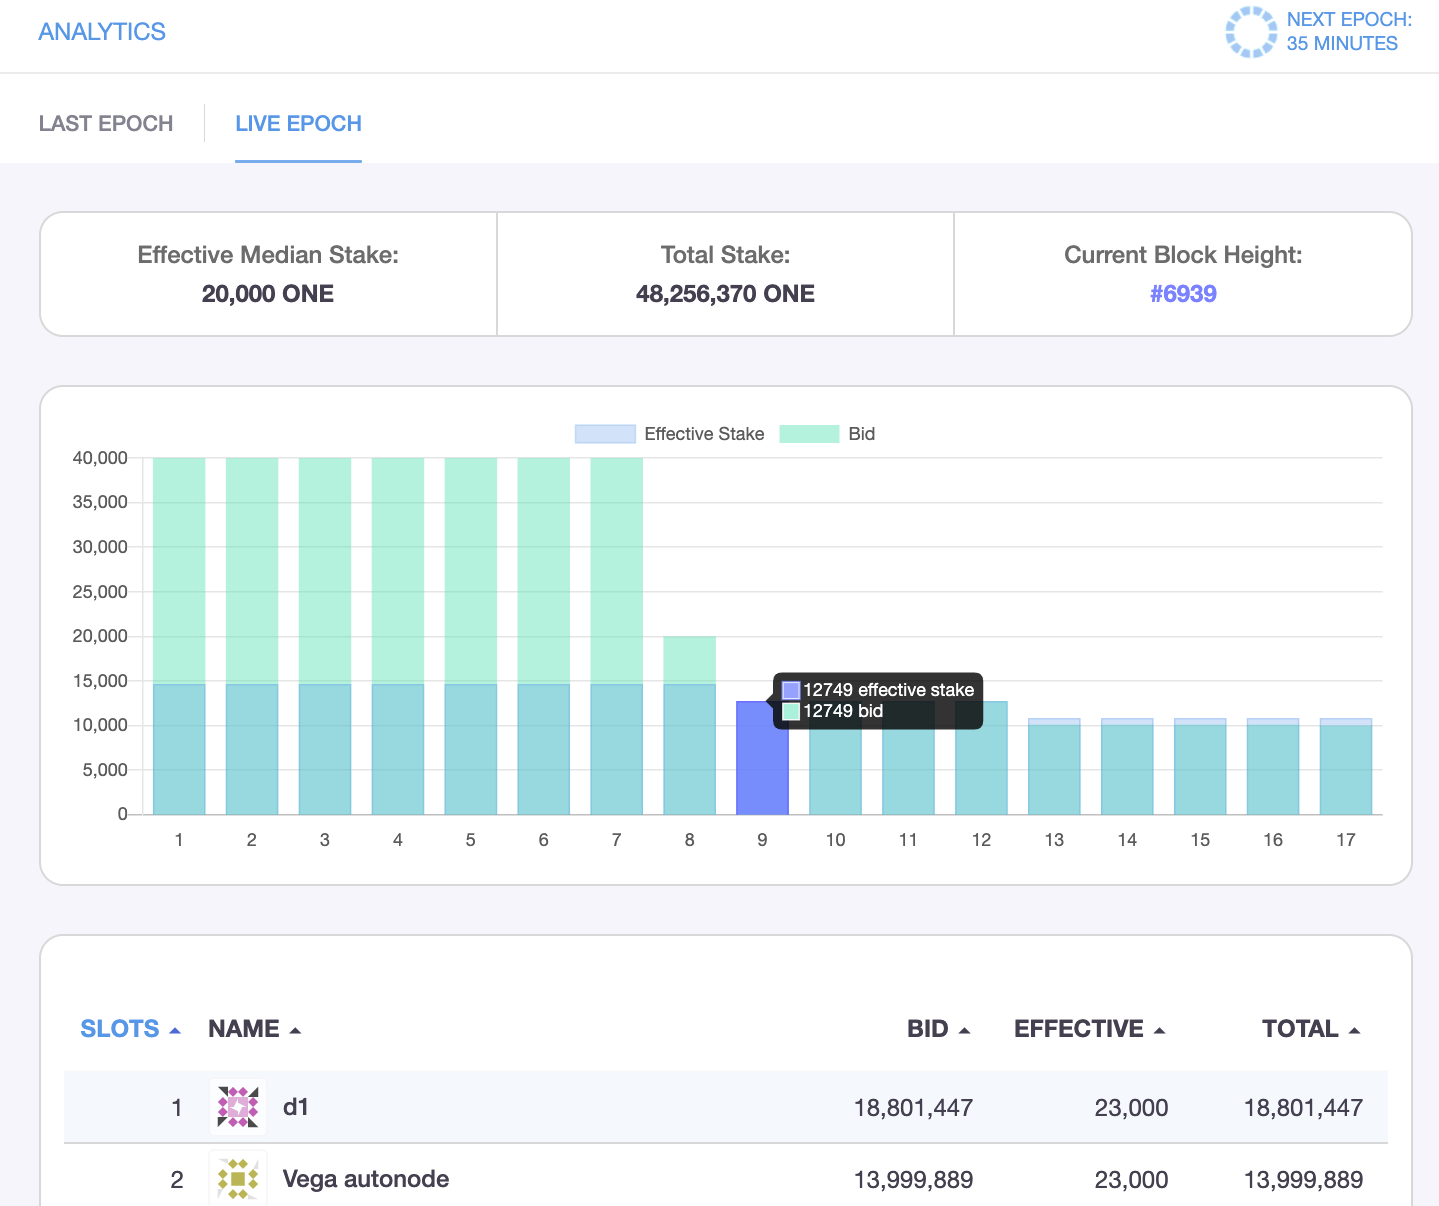 ANALYTICS
NEXT EPOCH:
35 MINUTES
LAST EPOCH
LIVE EPOCH
Effective Median Stake:
20,000 ONE
Total Stake:
48,256,370 ONE
Current Block Height:
#6939
Effective Stake
Bid
40,000
35,000
30,000
25,000
20,000
15,000
10,000
5,000
0
12749 effective stake
12749 bid
1 2 3 4 5 6 7 8 9 10 11 12 13 14 15 16 17
SLOTS NAME BID EFFECTIVE TOTAL
1 d1 18,801,447 23,000 18,801,447
2 Vega autonode 13,999,889 23,000 13,999,889